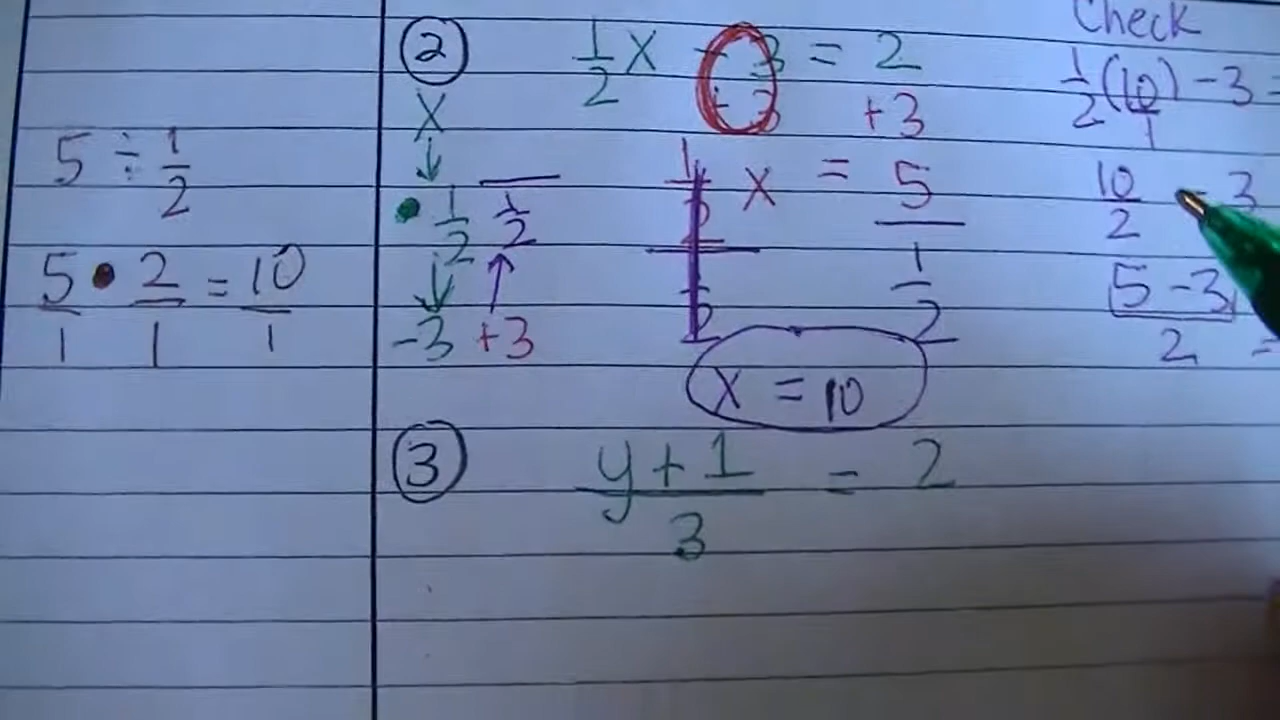 5 ÷ 1/2
5/1 • 2/1 = 10/1
② 1/2 x - 3 = 2
+3 +3
x
• 1/2 1/2
-3 +3
1/2 x = 5
1/2 1/2
x = 10
Check
1/2 (10/1) - 3 =
10/2 - 3
5 - 3
2 =
③ y + 1 / 3 = 2